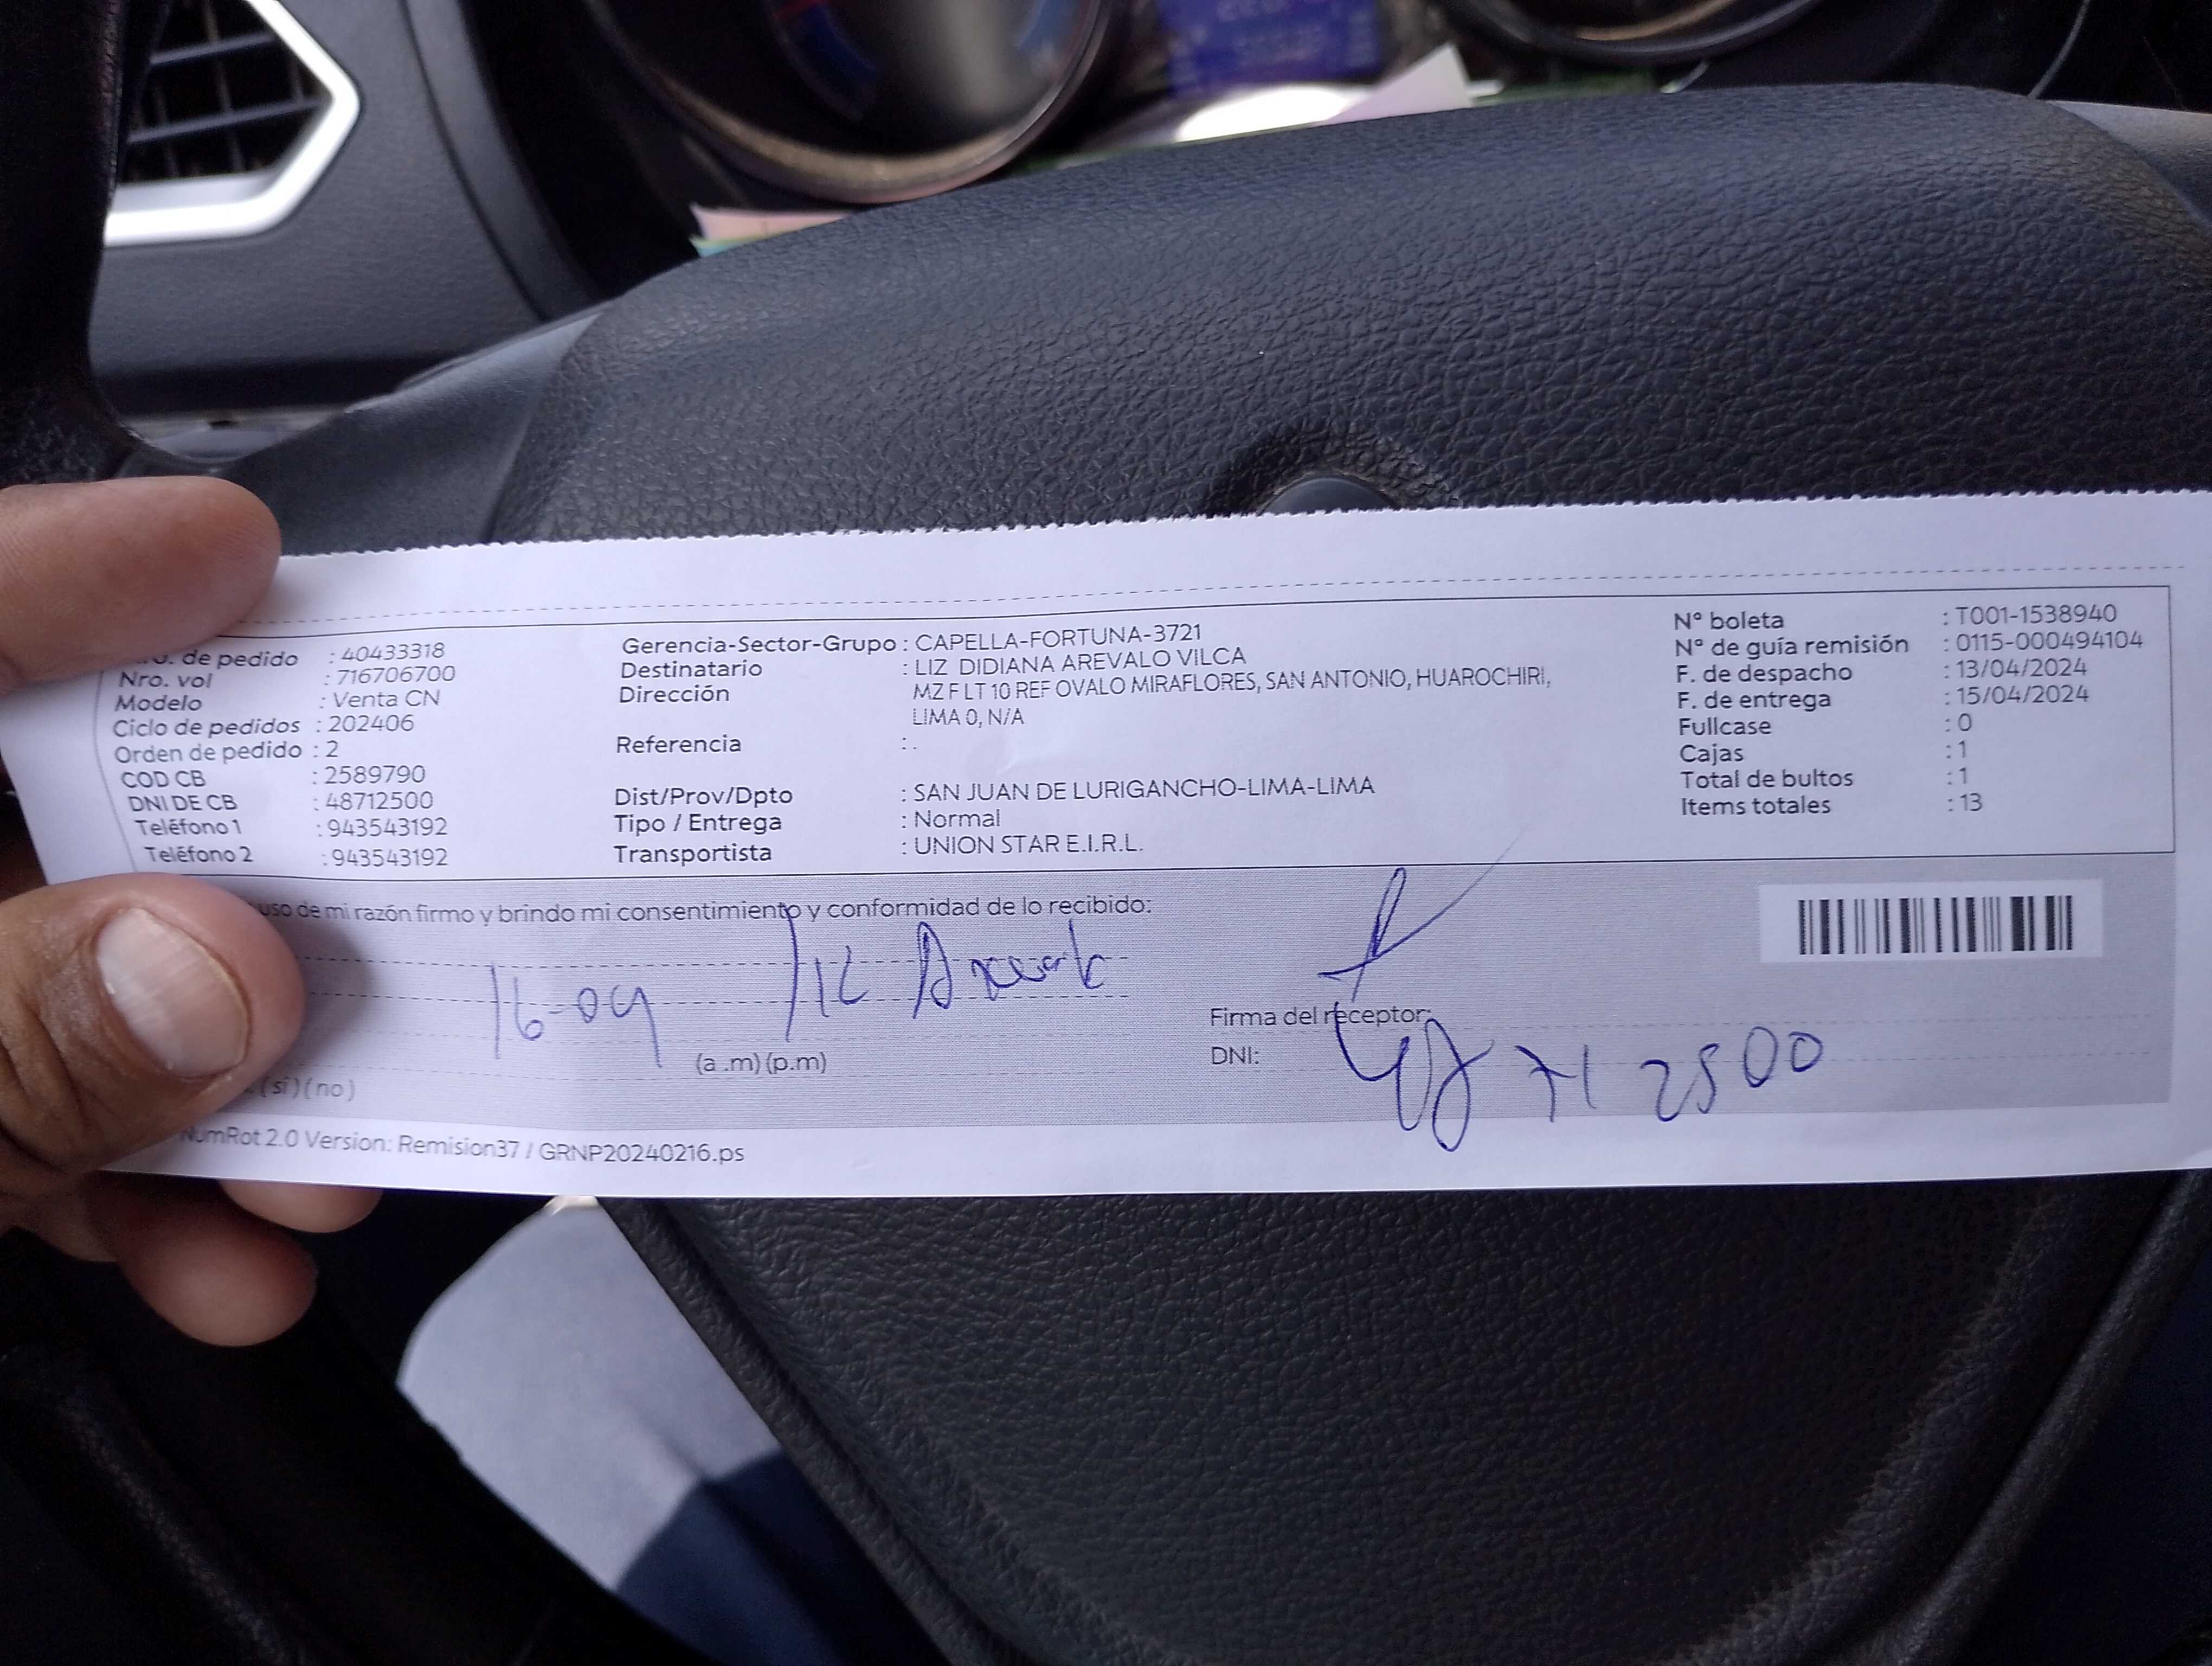 de pedido : 40433318
Nro. vol : 716706700
Modelo : Venta CN
Ciclo de pedidos : 202406
Orden de pedido : 2
COD CB : 2589790
DNI DE CB : 48712500
Teléfono 1 : 943543192
Teléfono 2 : 943543192
Gerencia-Sector-Grupo : CAPELLA-FORTUNA-3721
Destinatario : LIZ DIDIANA AREVALO VILCA
Dirección MZ F LT 10 REF OVALO MIRAFLORES, SAN ANTONIO, HUAROCHIRI,
LIMA 0, N/A
Referencia : .
Dist/Prov/Dpto : SAN JUAN DE LURIGANCHO-LIMA-LIMA
Tipo / Entrega : Normal
Transportista : UNION STAR E.I.R.L.
N° boleta : T001-1538940
N° de guía remisión : 0115-000494104
F. de despacho : 13/04/2024
F. de entrega : 15/04/2024
Fullcase : 0
Cajas : 1
Total de bultos : 1
Items totales : 13
uso de mi razón firmo y brindo mi consentimiento y conformidad de lo recibido:
16-04
(a .m) (p.m)
Firma del receptor:
DNI: 48712500
(si) (no)
NumRot 2.0 Version: Remision37 / GRNP20240216.ps